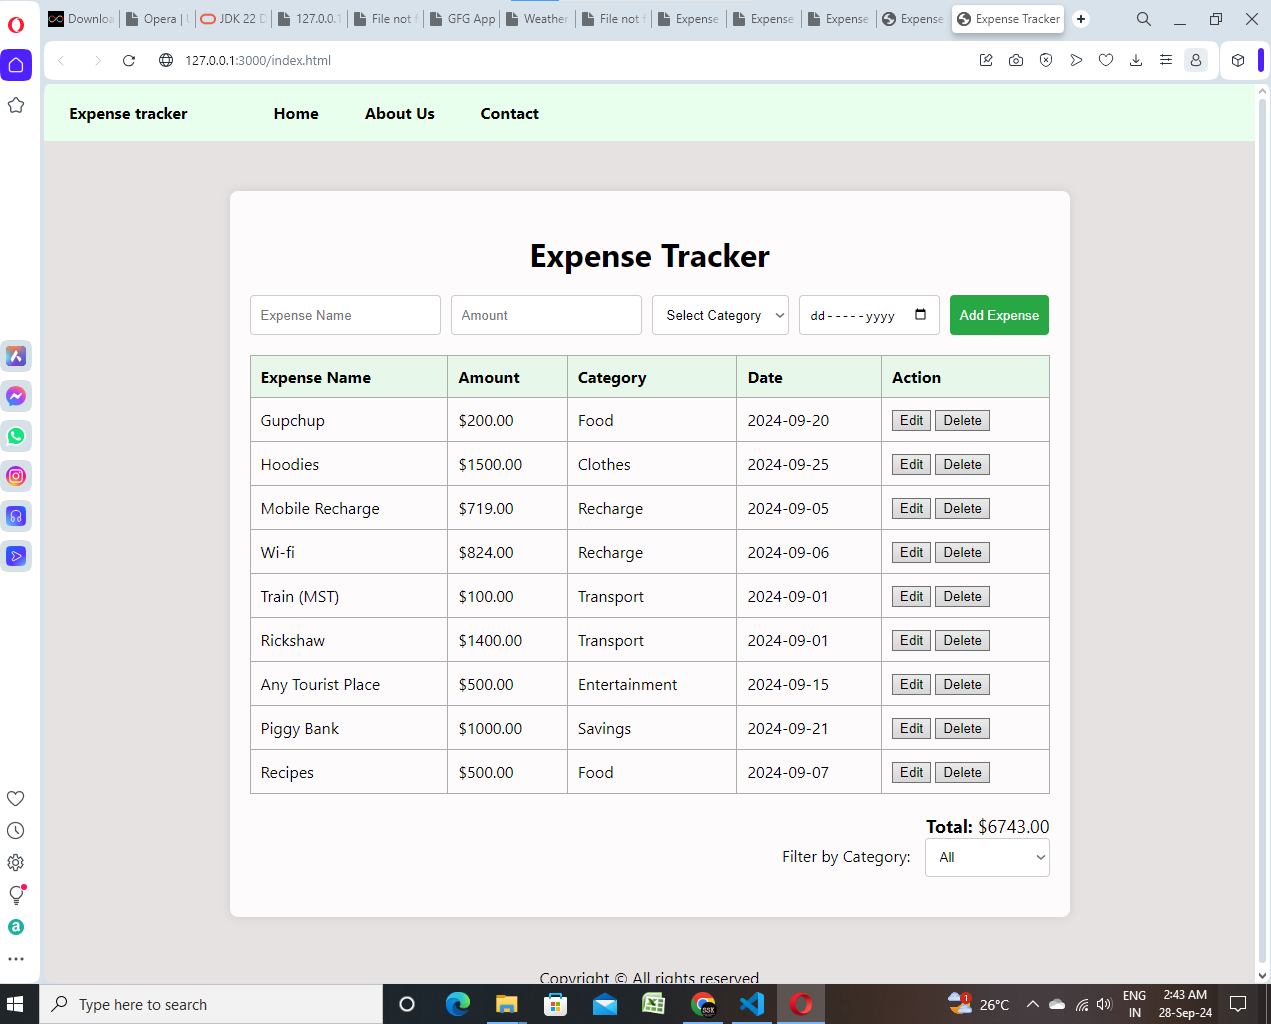 Downloa Opera | JDK 22 D 127.0.0.1 File not f GFG App Weather File not f Expense Expense Expense Expense Expense Tracker
127.0.0.1:3000/index.html
Expense tracker Home About Us Contact
Expense Tracker
Expense Name Amount Select Category dd-----yyyy Add Expense
Expense Name Amount Category Date Action
Gupchup $200.00 Food 2024-09-20 Edit Delete
Hoodies $1500.00 Clothes 2024-09-25 Edit Delete
Mobile Recharge $719.00 Recharge 2024-09-05 Edit Delete
Wi-fi $824.00 Recharge 2024-09-06 Edit Delete
Train (MST) $100.00 Transport 2024-09-01 Edit Delete
Rickshaw $1400.00 Transport 2024-09-01 Edit Delete
Any Tourist Place $500.00 Entertainment 2024-09-15 Edit Delete
Piggy Bank $1000.00 Savings 2024-09-21 Edit Delete
Recipes $500.00 Food 2024-09-07 Edit Delete
Total: $6743.00
Filter by Category: All
Copyright © All rights reserved
Type here to search
1 26°C
ENG
IN
2:43 AM
28-Sep-24